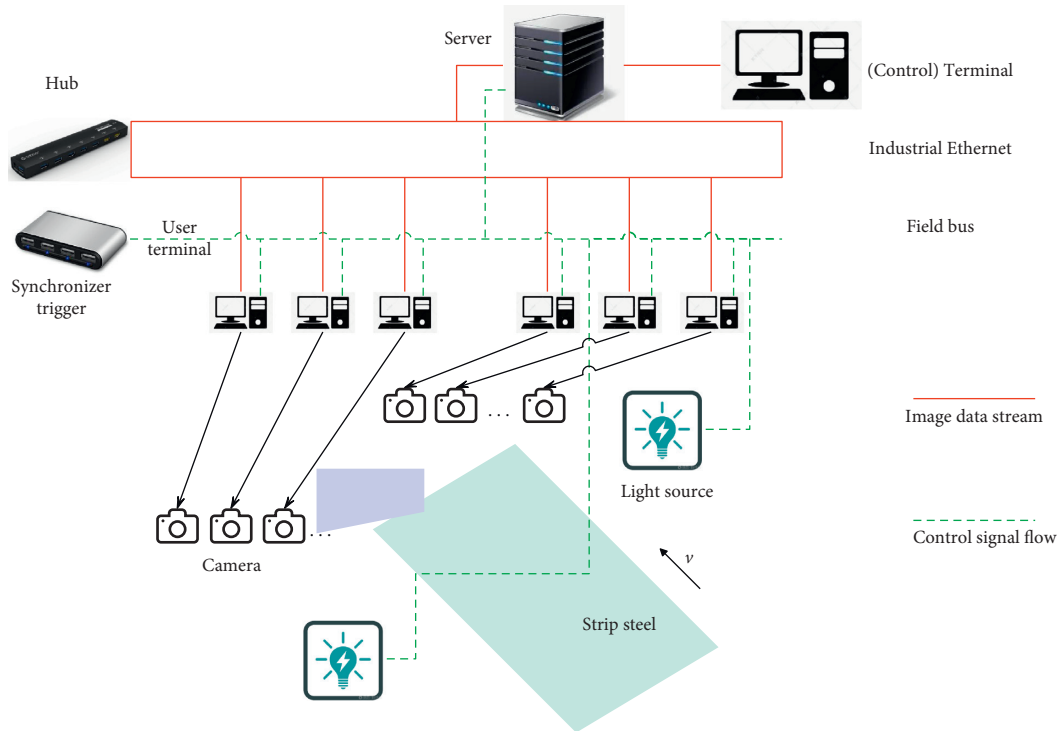 Server
(Control) Terminal
Hub
Industrial Ethernet
User
terminal
Field bus
Synchronizer
trigger
...
Image data stream
Light source
...
Control signal flow
Camera
v
Strip steel